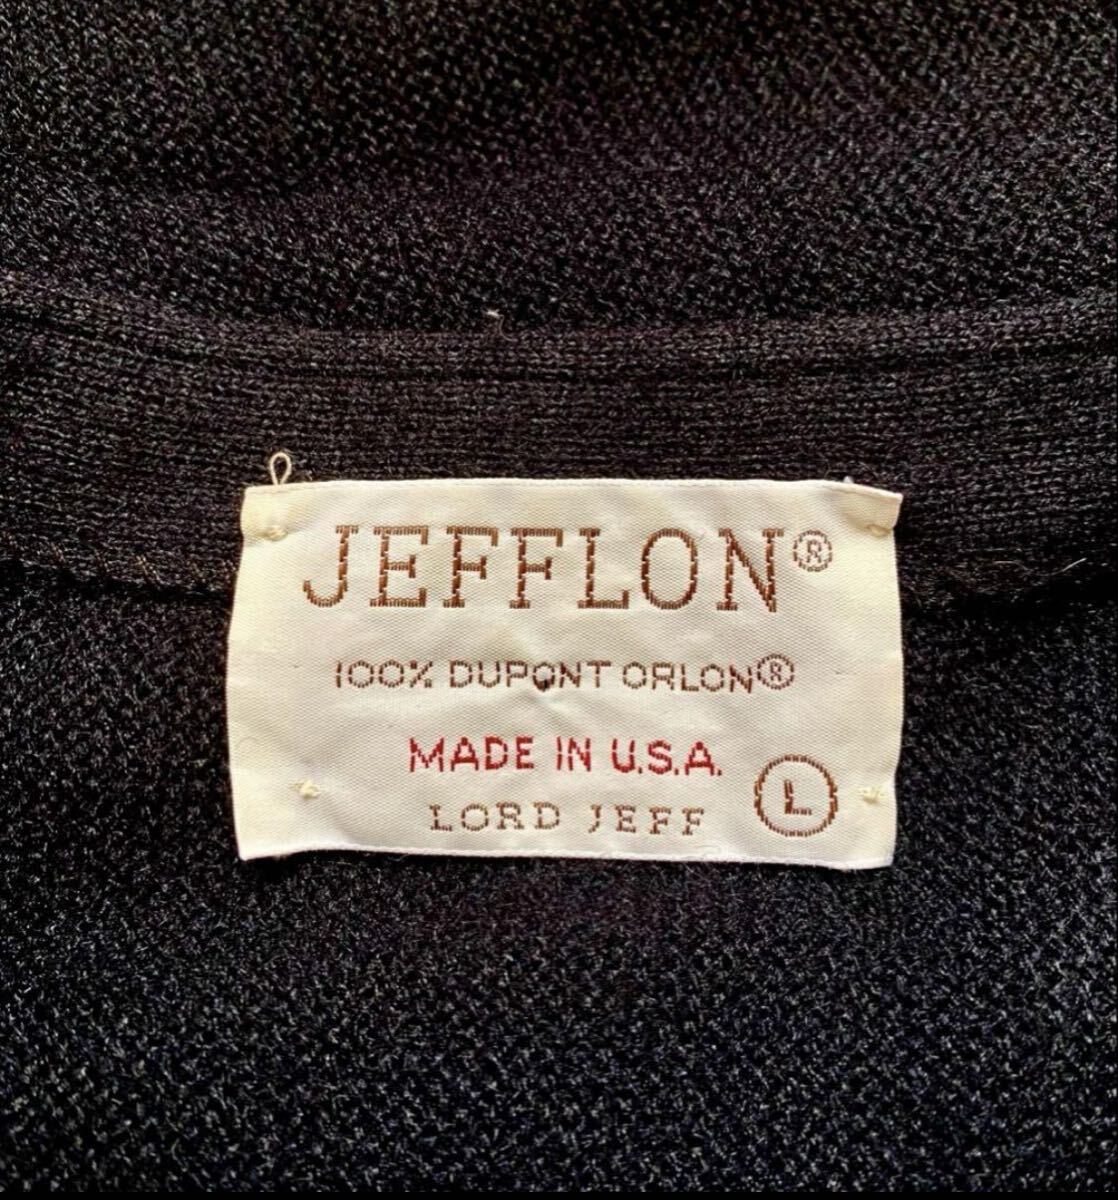 JEFFLON®
100% DUPONT ORLON®
MADE IN U.S.A.
LORD JEFF
L